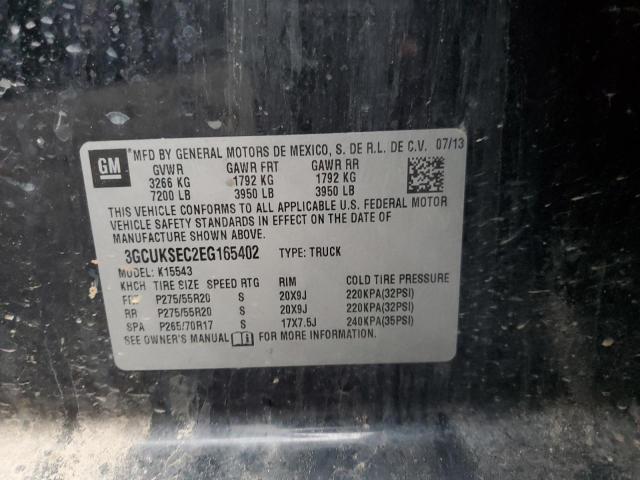 GM MFD BY GENERAL MOTORS DE MEXICO, S. DE R.L. DE C.V. 07/13
GVWR GAWR FRT GAWR RR
3266 KG 1792 KG 1792 KG
7200 LB 3950 LB 3950 LB
THIS VEHICLE CONFORMS TO ALL APPLICABLE U.S. FEDERAL MOTOR
VEHICLE SAFETY STANDARDS IN EFFECT ON THE DATE OF
MANUFACTURE SHOWN ABOVE.
3GCUKSEC2EG165402 TYPE: TRUCK
MODEL: K15543
KHCH TIRE SIZE SPEED RTG RIM COLD TIRE PRESSURE
FRT P275/55R20 S 20X9J 220KPA(32PSI)
RR P275/55R20 S 20X9J 220KPA(32PSI)
SPA P265/70R17 S 17X7.5J 240KPA(35PSI)
SEE OWNER'S MANUAL FOR MORE INFORMATION.